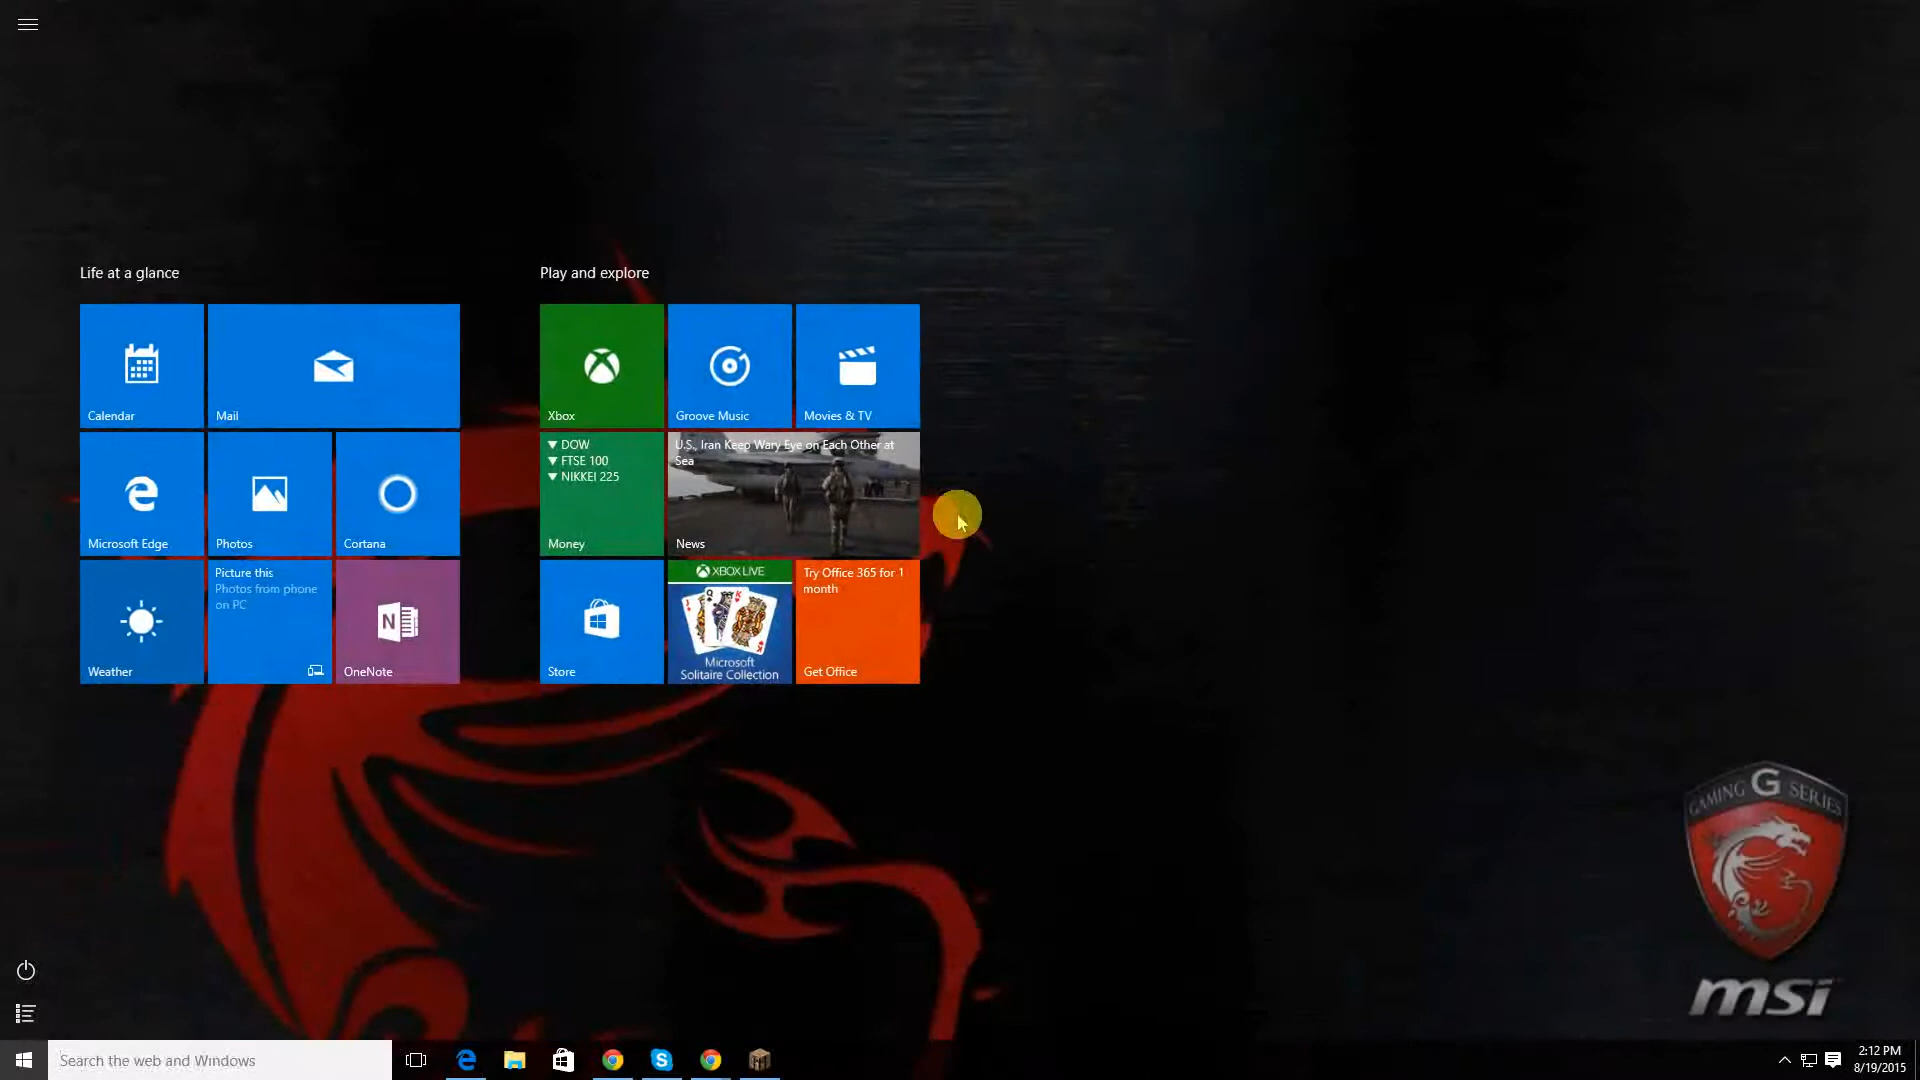 Life at a glance
Play and explore
Calendar
Mail
Xbox
Groove Music
Movies & TV
Microsoft Edge
Photos
Cortana
DOW
FTSE 100
NIKKEI 225
Money
U.S., Iran Keep Wary Eye on Each Other at
Sea
News
Weather
Picture this
Photos from phone
on PC
N
OneNote
Store
XBOX LIVE
J
Q
K
K
Microsoft
Solitaire Collection
Try Office 365 for 1
month
Get Office
GAMING G SERIES
msi
Search the web and Windows
2:12 PM
8/19/2015